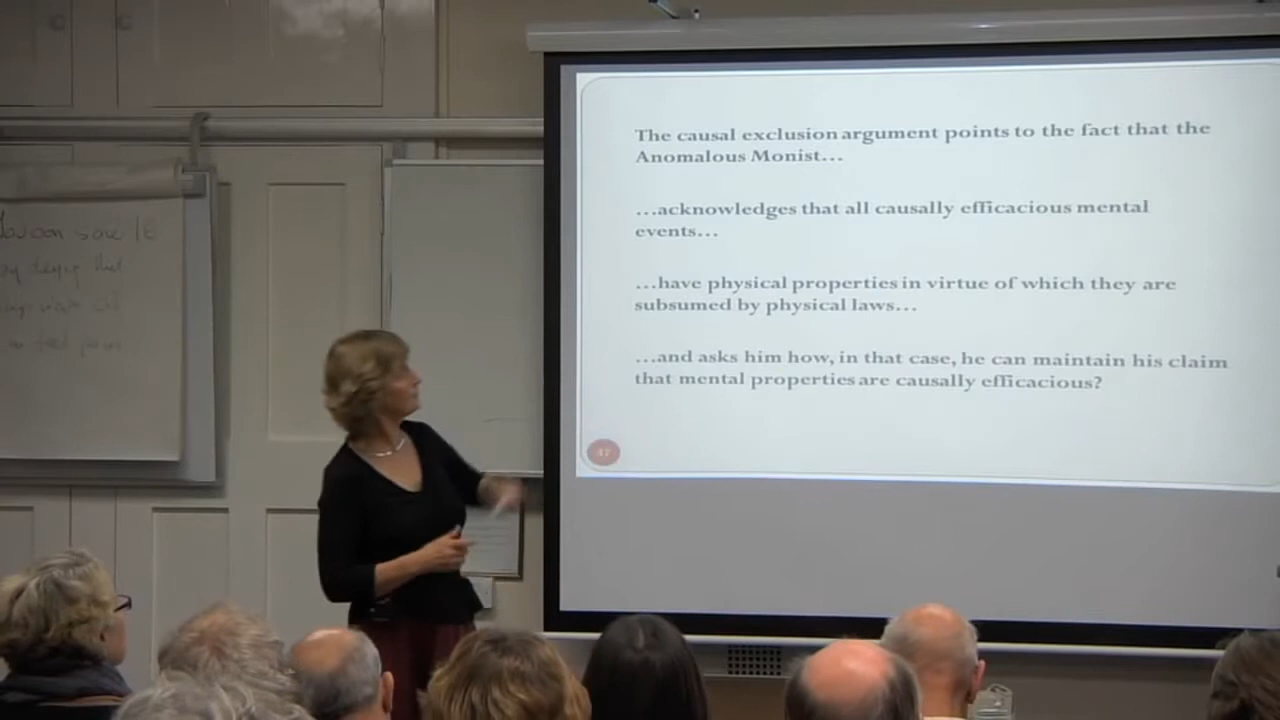 The causal exclusion argument points to the fact that the
Anomalous Monist…
…acknowledges that all causally efficacious mental
events…
…have physical properties in virtue of which they are
subsumed by physical laws…
…and asks him how, in that case, he can maintain his claim
that mental properties are causally efficacious?
37